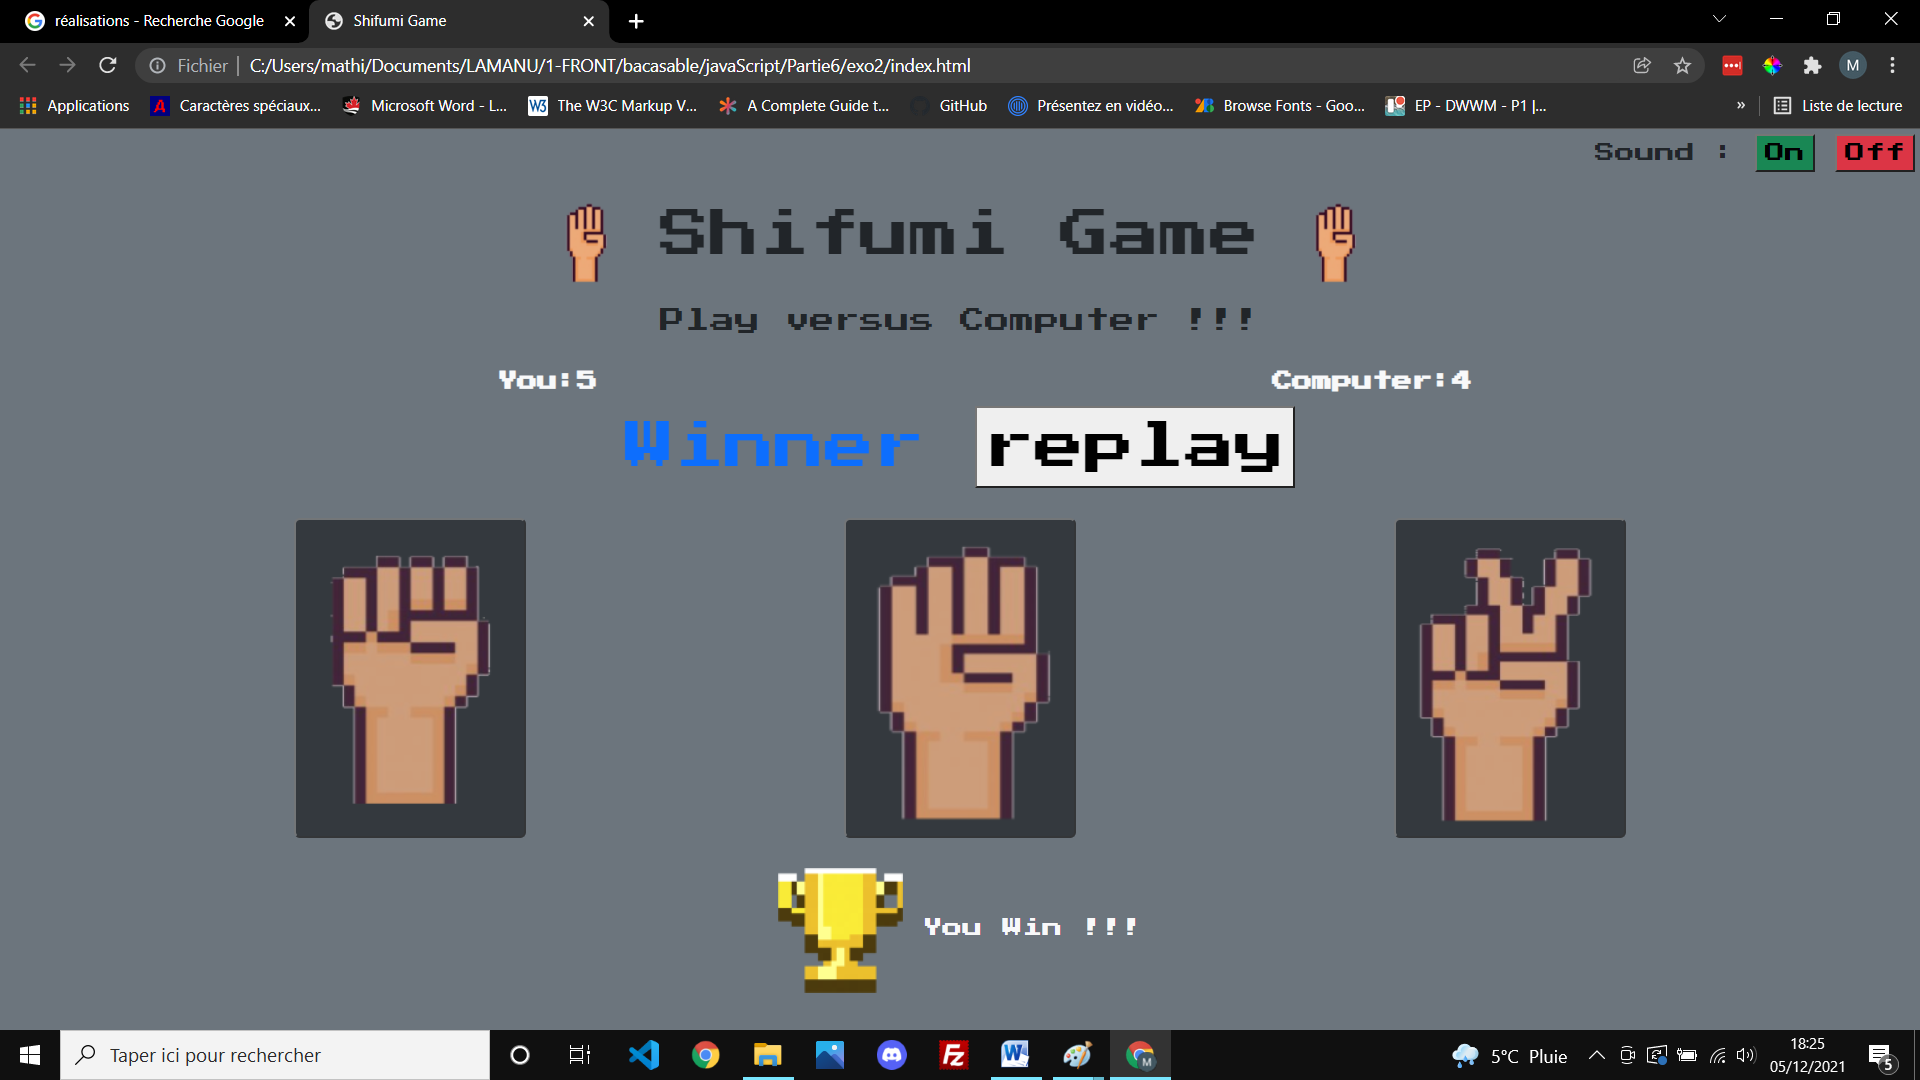 réalisations - Recherche Google
Shifumi Game
Fichier | C:/Users/mathi/Documents/LAMANU/1-FRONT/bacasable/javaScript/Partie6/exo2/index.html
M
Applications
A Caractères spéciaux...
Microsoft Word - L...
W3 The W3C Markup V...
A Complete Guide t...
GitHub
Présentez en vidéo...
Browse Fonts - Goo...
EP - DWWM - P1 |...
»
Liste de lecture
Sound : On Off
Shifumi Game
Play versus Computer !!!
You:5 Computer:4
Winner replay
You Win !!!
Taper ici pour rechercher
Fz
W
M
5°C Pluie
18:25
05/12/2021
5